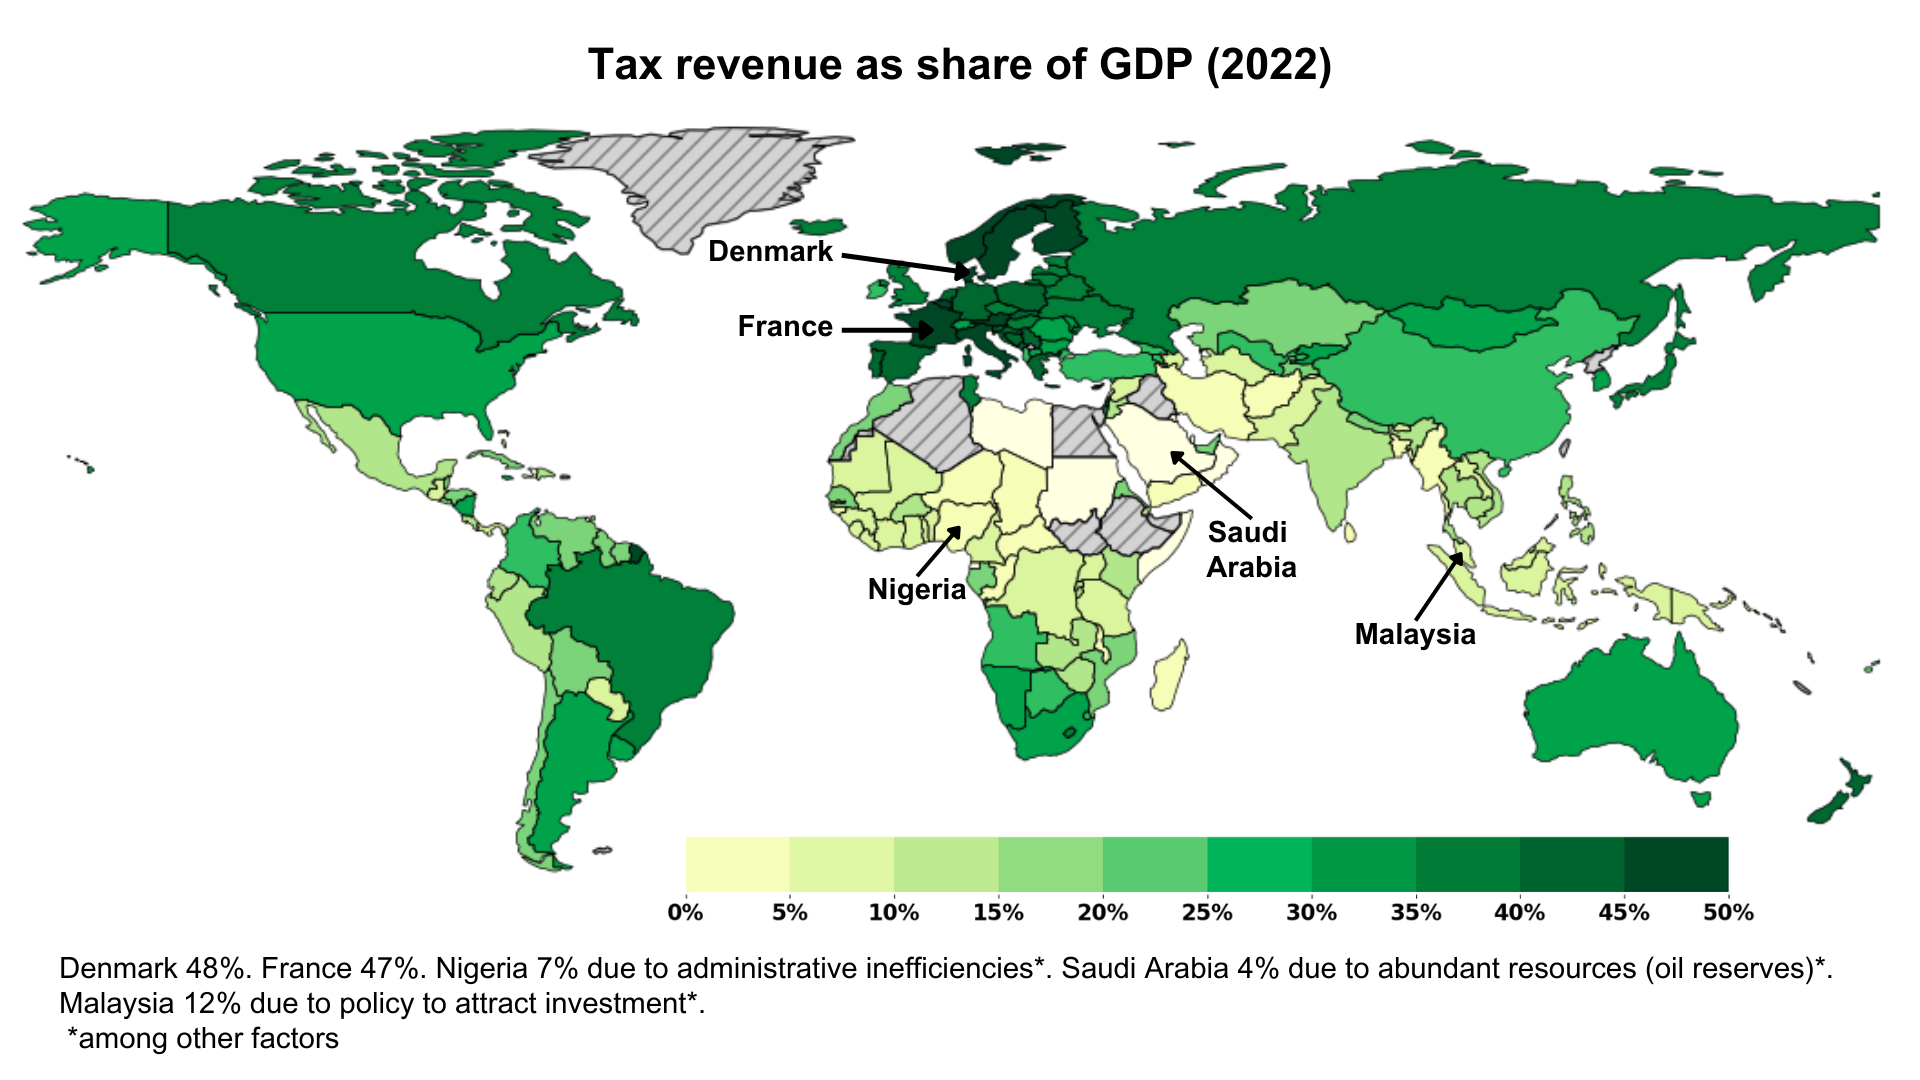 Tax revenue as share of GDP (2022)
Denmark
France
Saudi
Arabia
Nigeria
Malaysia
0% 5% 10% 15% 20% 25% 30% 35% 40% 45% 50%
Denmark 48%. France 47%. Nigeria 7% due to administrative inefficiencies*. Saudi Arabia 4% due to abundant resources (oil reserves)*.
Malaysia 12% due to policy to attract investment*.
*among other factors